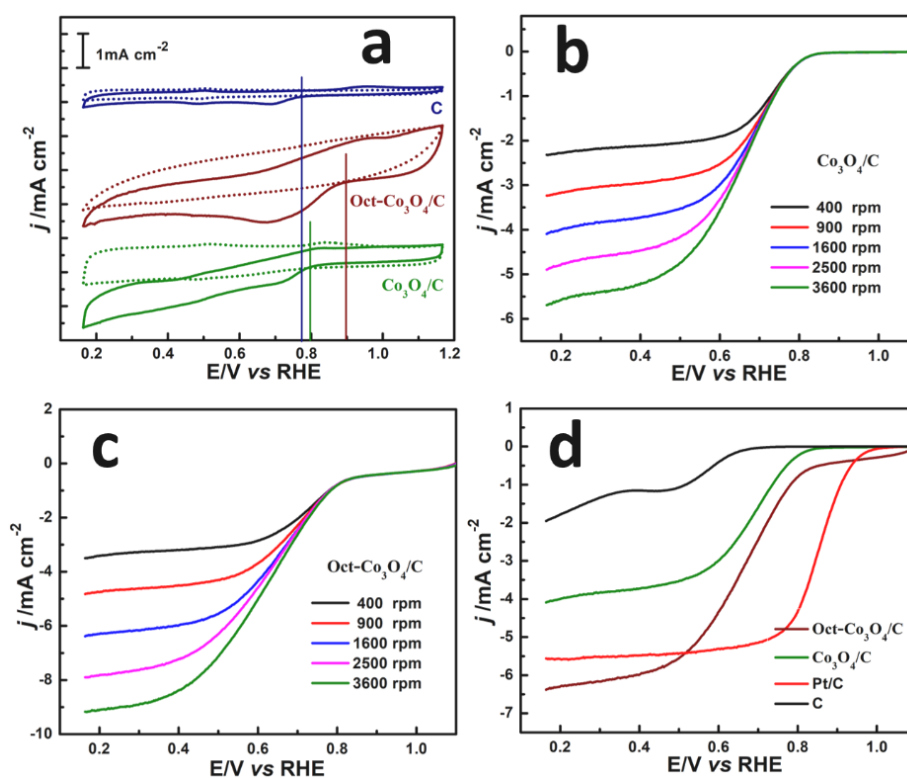 a
1mA cm⁻²
C
Oct-Co₃O₄/C
Co₃O₄/C
j /mA cm⁻²
0.2 0.4 0.6 0.8 1.0 1.2
E/V vs RHE
b
0
-1
-2
-3
-4
-5
-6
Co₃O₄/C
400 rpm
900 rpm
1600 rpm
2500 rpm
3600 rpm
j /mA cm⁻²
0.2 0.4 0.6 0.8 1.0
E/V vs RHE
c
2
0
-2
-4
-6
-8
-10
Oct-Co₃O₄/C
400 rpm
900 rpm
1600 rpm
2500 rpm
3600 rpm
j /mA cm⁻²
0.2 0.4 0.6 0.8 1.0
E/V vs RHE
d
1
0
-1
-2
-3
-4
-5
-6
-7
Oct-Co₃O₄/C
Co₃O₄/C
Pt/C
C
j /mA cm⁻²
0.2 0.4 0.6 0.8 1.0
E/V vs RHE